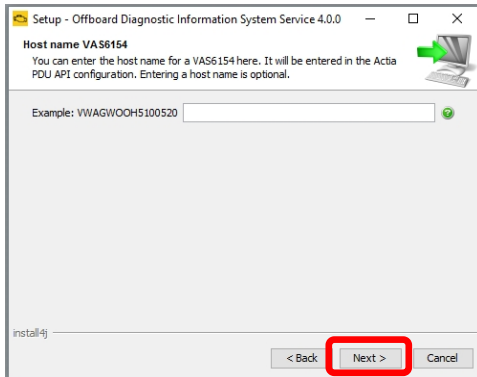 Setup - Offboard Diagnostic Information System Service 4.0.0
Host name VAS6154
You can enter the host name for a VAS6154 here. It will be entered in the Actia
PDU API configuration. Entering a host name is optional.
Example: VWAGWOOH5100520
install4j
< Back Next > Cancel